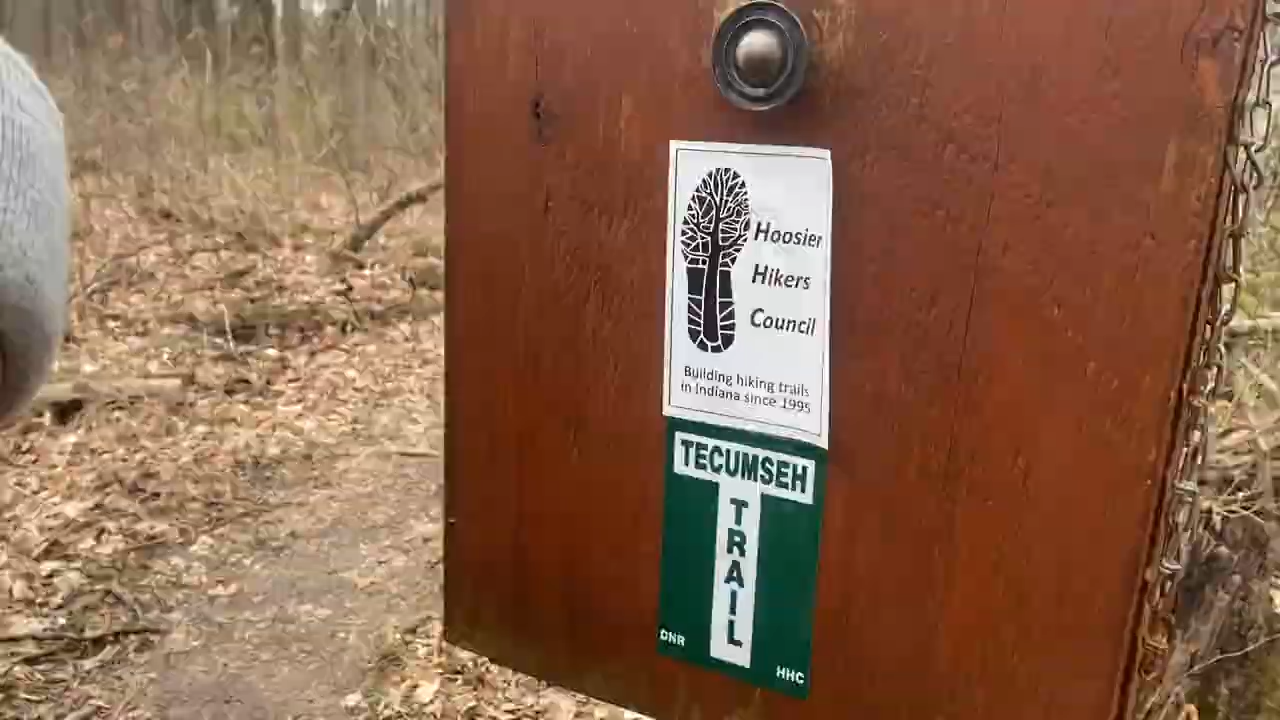 Hoosier
Hikers
Council
Building hiking trails
in Indiana since 1995
TECUMSEH
TRAIL
DNR
HHC